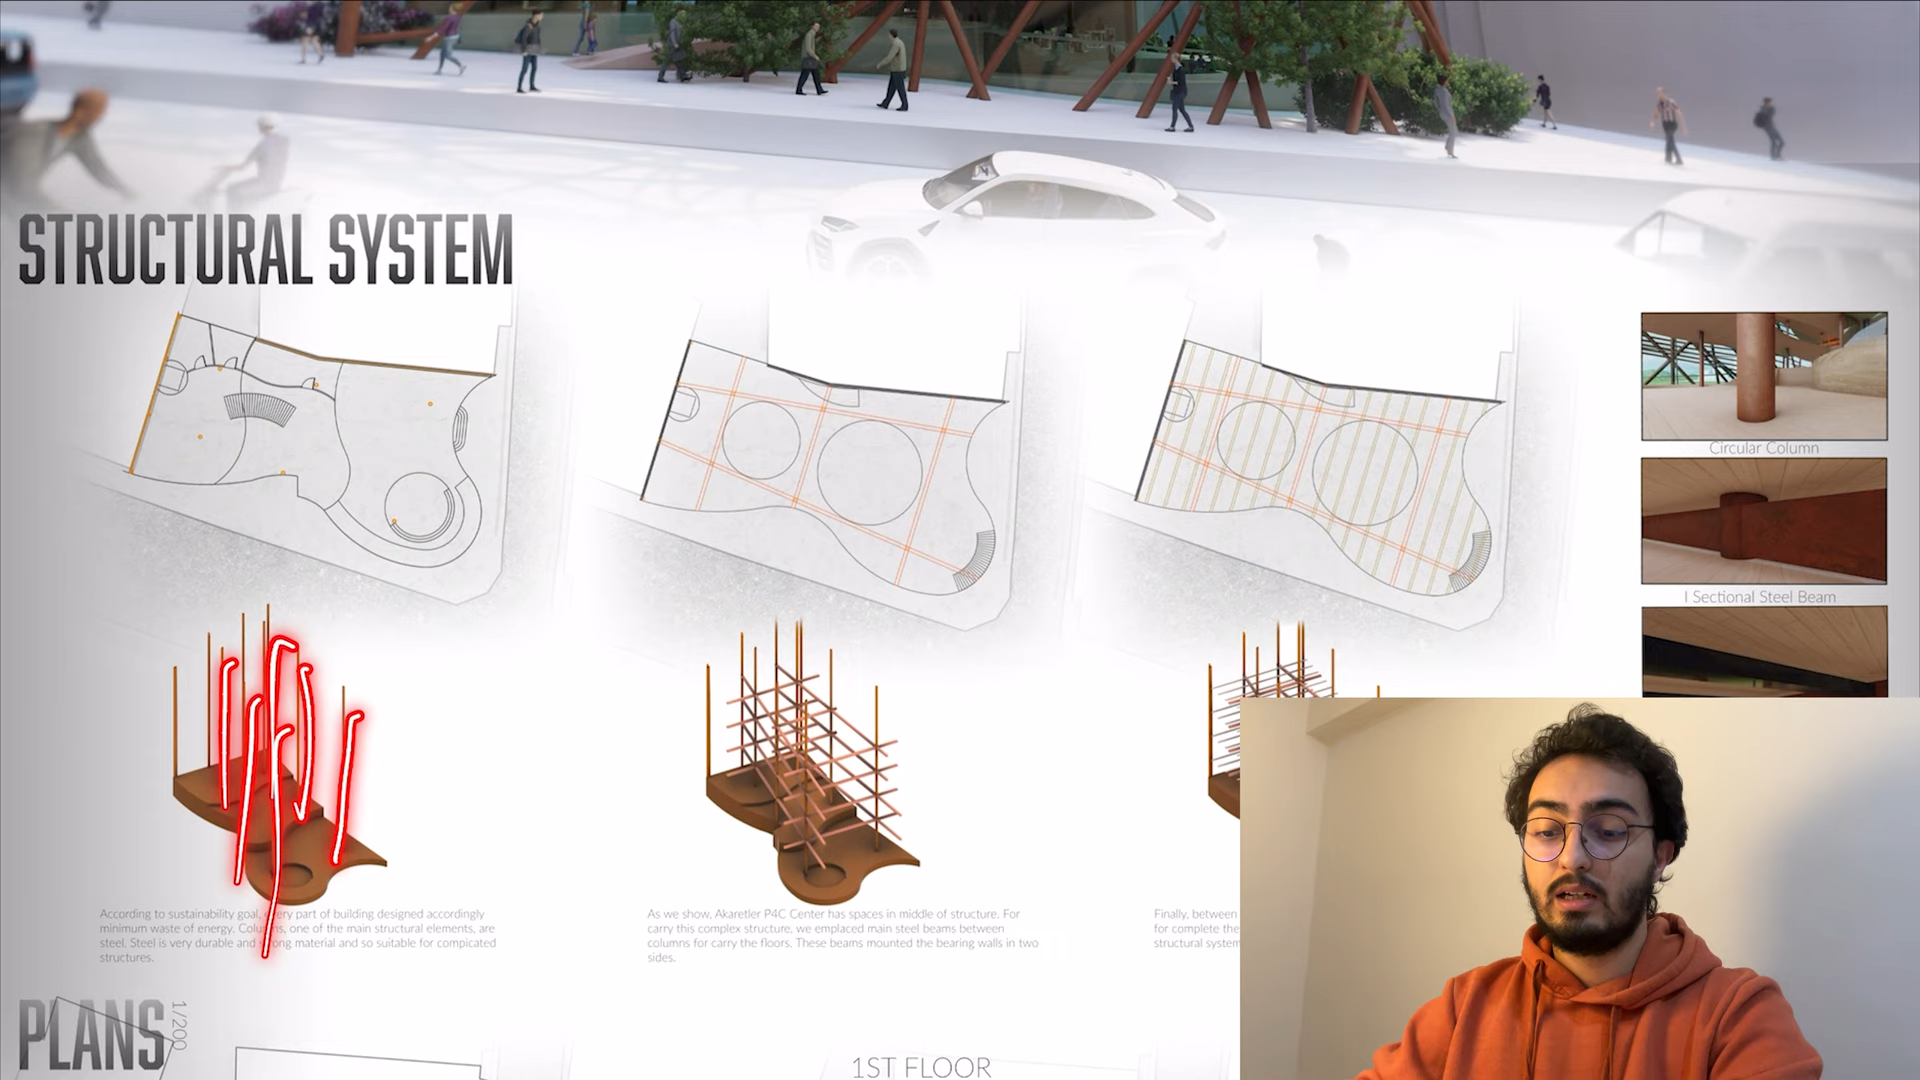 STRUCTURAL SYSTEM
Circular Column
I Sectional Steel Beam
According to sustainability goal, every part of building designed accordingly
minimum waste of energy. Columns, one of the main structural elements, are
steel. Steel is very durable and strong material and so suitable for complicated
structures.
As we show, Akaretler P4C Center has spaces in middle of structure. For
carry this complex structure, we emplaced main steel beams between
columns for carry the floors. These beams mounted the bearing walls in two
sides.
Finally, between
for complete the
structural system
PLANS
1/200
1ST FLOOR